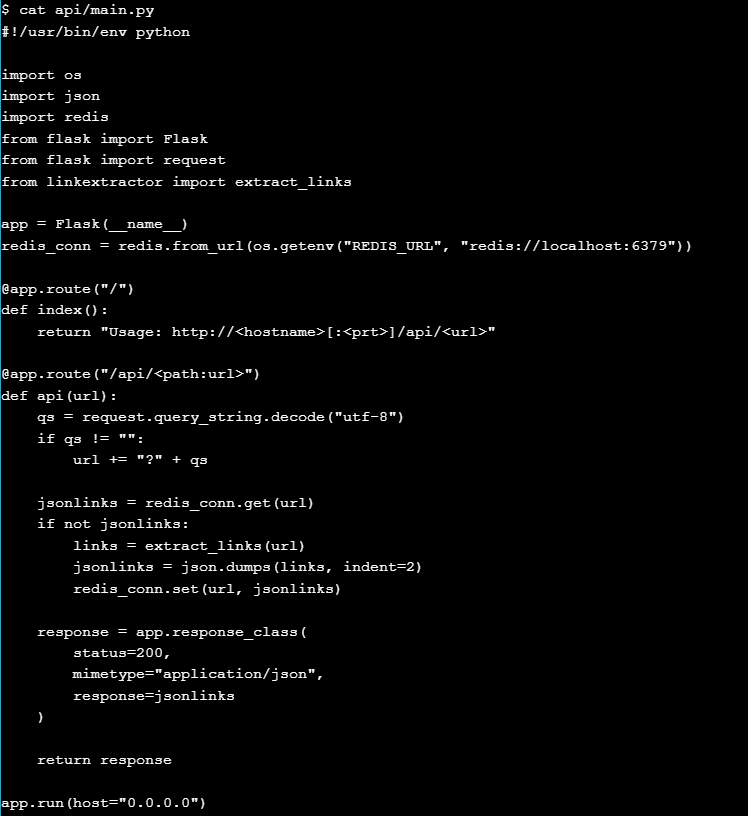 $ cat api/main.py
#!/usr/bin/env python

import os
import json
import redis
from flask import Flask
from flask import request
from linkextractor import extract_links

app = Flask(__name__)
redis_conn = redis.from_url(os.getenv("REDIS_URL", "redis://localhost:6379"))

@app.route("/")
def index():
    return "Usage: http://<hostname>[:<prt>]/api/<url>"

@app.route("/api/<path:url>")
def api(url):
    qs = request.query_string.decode("utf-8")
    if qs != "":
        url += "?" + qs

    jsonlinks = redis_conn.get(url)
    if not jsonlinks:
        links = extract_links(url)
        jsonlinks = json.dumps(links, indent=2)
        redis_conn.set(url, jsonlinks)

    response = app.response_class(
        status=200,
        mimetype="application/json",
        response=jsonlinks
    )

    return response

app.run(host="0.0.0.0")